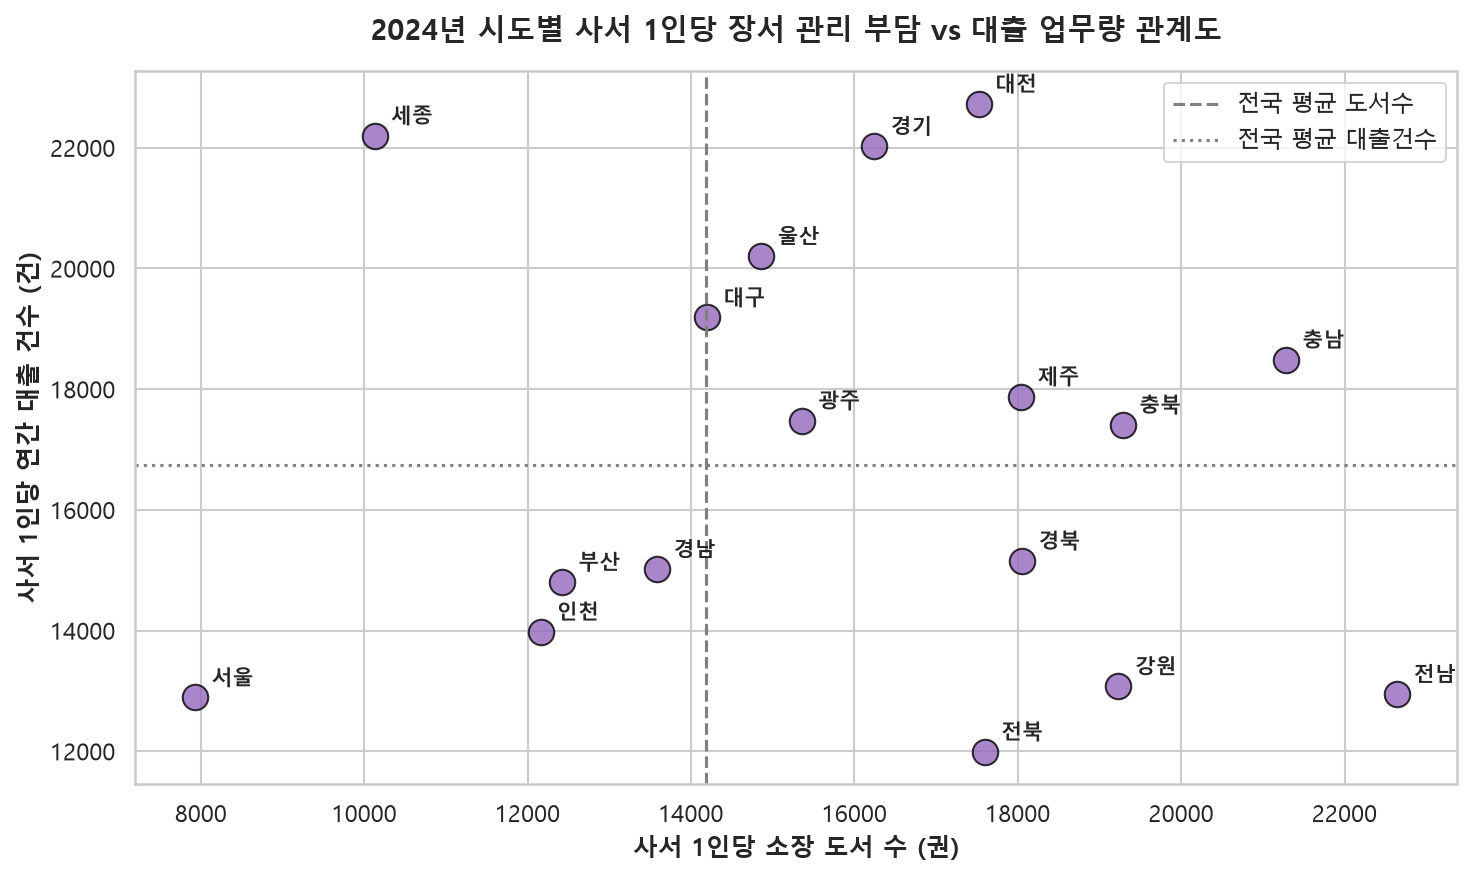 2024년 시도별 사서 1인당 장서 관리 부담 vs 대출 업무량 관계도
전국 평균 도서수
전국 평균 대출건수
사서 1인당 연간 대출 건수 (건)
22000
20000
18000
16000
14000
12000
대전
세종
경기
울산
대구
충남
제주
광주
충북
경남
부산
경북
인천
서울
강원
전남
전북
8000
10000
12000
14000
16000
18000
20000
22000
사서 1인당 소장 도서 수 (권)